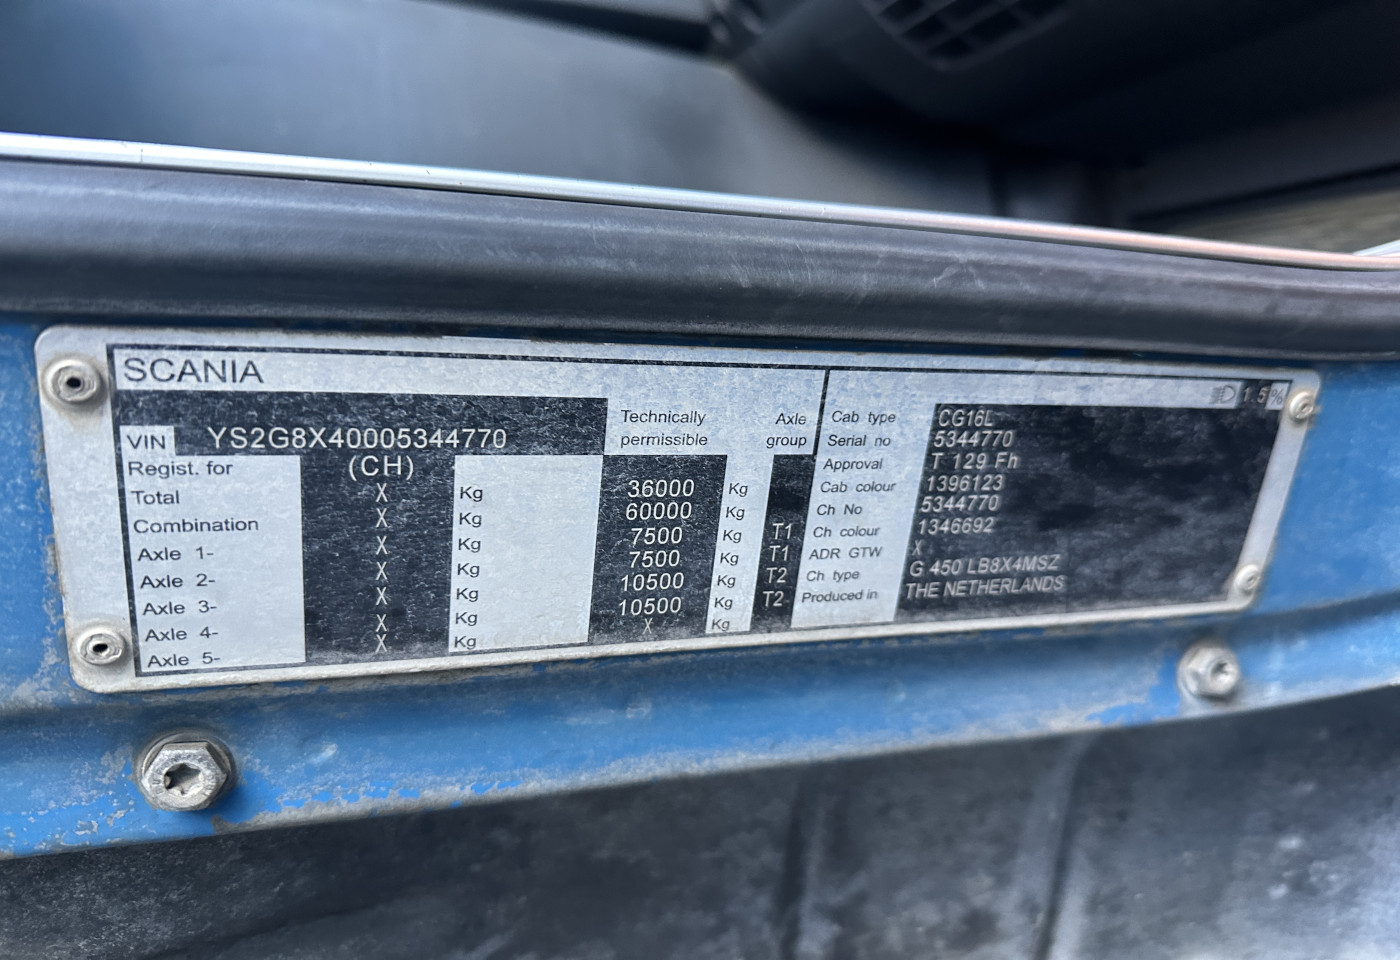 SCANIA
1.5%
VIN YS2G8X40005344770
Regist. for (CH)
Technically permissible
Axle group
Total X Kg 36000 Kg
Combination X Kg 60000 Kg
Axle 1- X Kg 7500 Kg T1
Axle 2- X Kg 7500 Kg T1
Axle 3- X Kg 10500 Kg T2
Axle 4- X Kg 10500 Kg T2
Axle 5- X Kg X Kg
Cab type CG16L
Serial no 5344770
Approval T 129 Fh
Cab colour 1396123
Ch No 5344770
Ch colour 1346692
ADR GTW X
Ch type G 450 LB8X4MSZ
Produced in THE NETHERLANDS